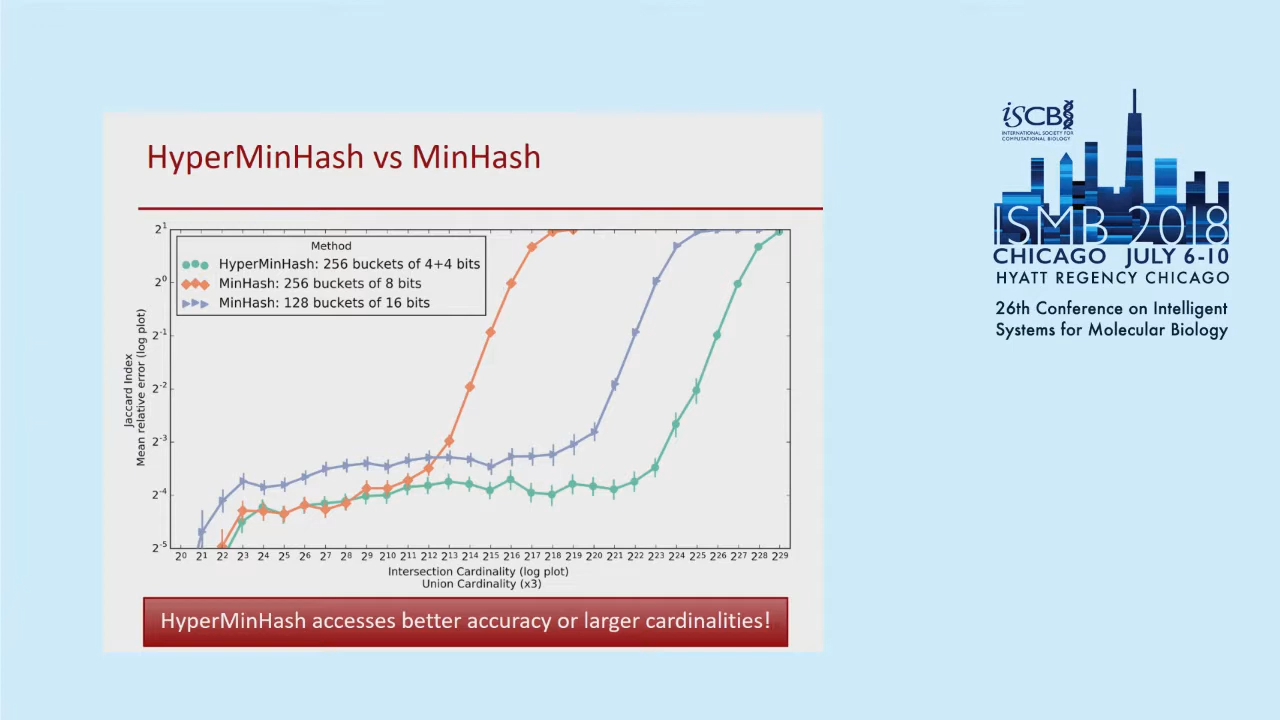 HyperMinHash vs MinHash
2^1
2^0
2^-1
2^-2
2^-3
2^-4
2^-5
Jaccard Index
Mean relative error (log plot)
Method
HyperMinHash: 256 buckets of 4+4 bits
MinHash: 256 buckets of 8 bits
MinHash: 128 buckets of 16 bits
2^0 2^1 2^2 2^3 2^4 2^5 2^6 2^7 2^8 2^9 2^10 2^11 2^12 2^13 2^14 2^15 2^16 2^17 2^18 2^19 2^20 2^21 2^22 2^23 2^24 2^25 2^26 2^27 2^28 2^29
Intersection Cardinality (log plot)
Union Cardinality (x3)
HyperMinHash accesses better accuracy or larger cardinalities!
iSCB
INTERNATIONAL SOCIETY FOR
COMPUTATIONAL BIOLOGY
ISMB 2018
CHICAGO JULY 6-10
HYATT REGENCY CHICAGO
26th Conference on Intelligent
Systems for Molecular Biology